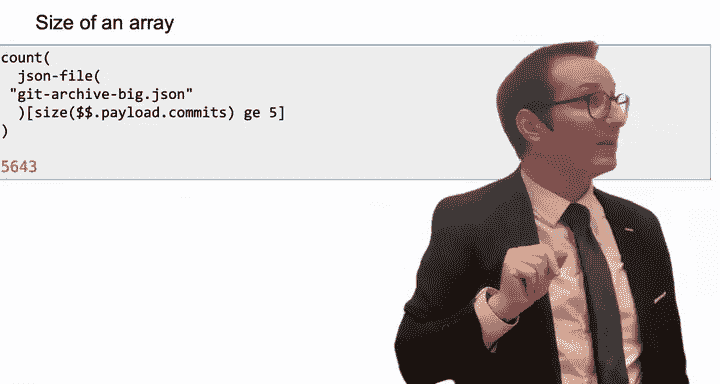 Size of an array
count(
json-file(
"git-archive-big.json"
)[size($$.payload.commits) ge 5]
)
5643